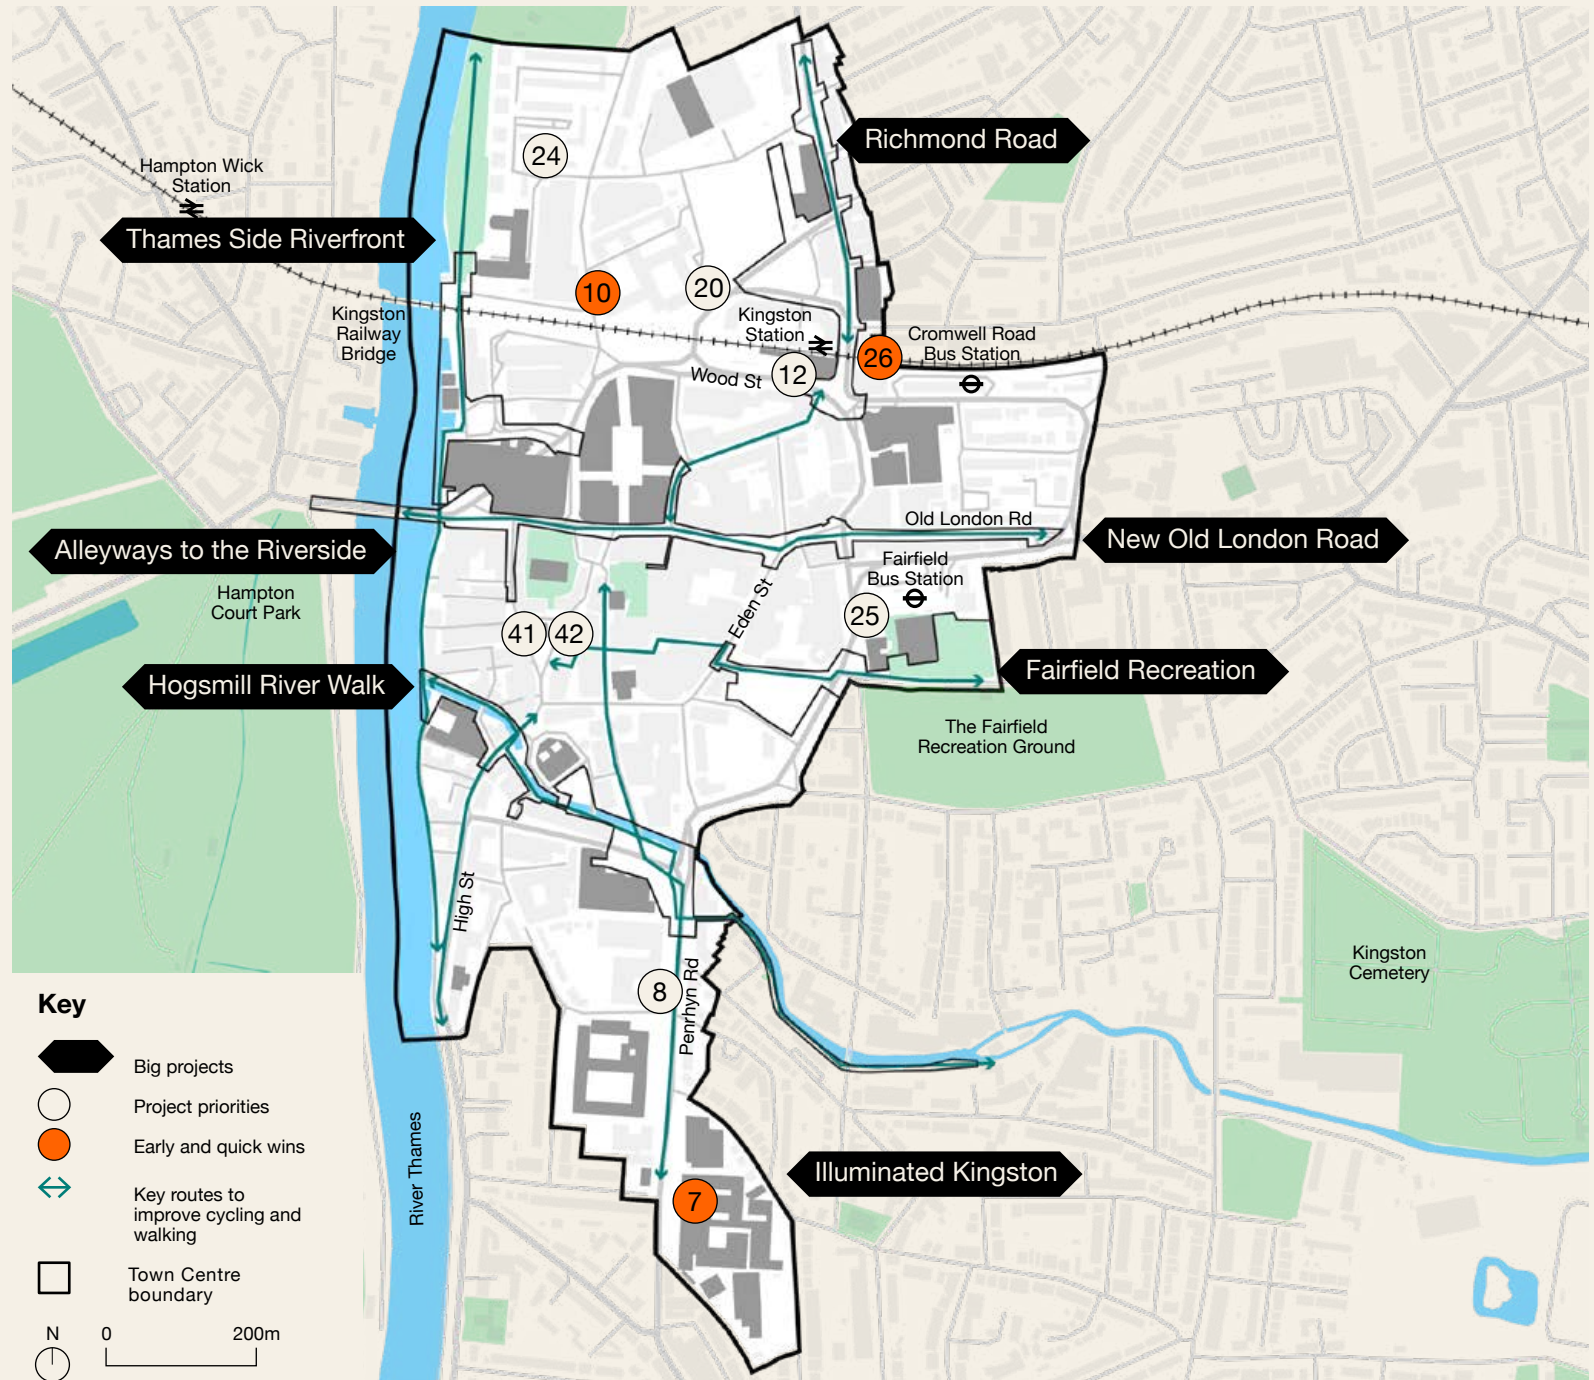 Richmond Road
24
Hampton Wick
Station
Thames Side Riverfront
10
20
Kingston
Railway
Bridge
Kingston
Station
26
Cromwell Road
Bus Station
Wood St
12
Old London Rd
New Old London Road
Alleyways to the Riverside
Fairfield
Bus Station
Hampton
Court Park
Eden St
25
41
42
Hogsmill River Walk
Fairfield Recreation
The Fairfield
Recreation Ground
High St
Kingston
Cemetery
8
Penrhyn Rd
Key
Big projects
Project priorities
Early and quick wins
Key routes to
improve cycling and
walking
Town Centre
boundary
N
0
200m
River Thames
Illuminated Kingston
7